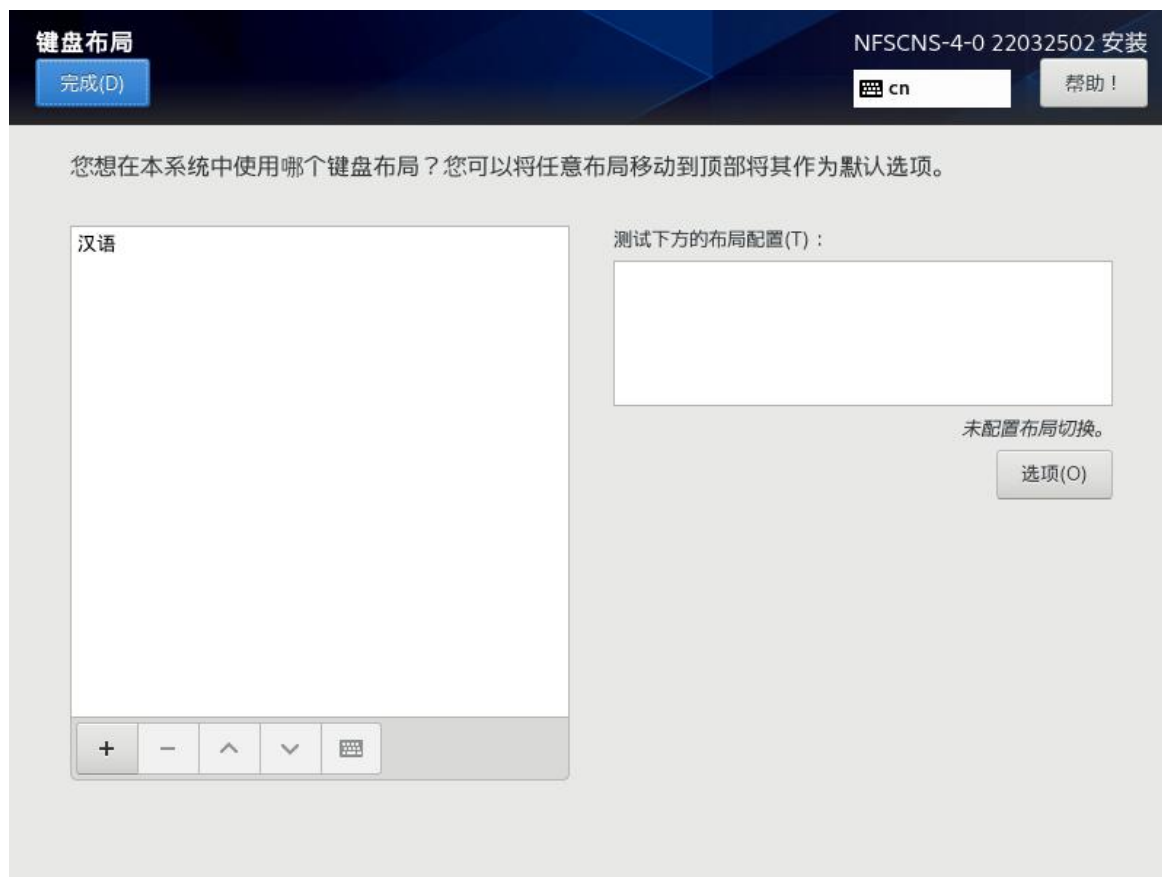 键盘布局
NFSCNS-4-0 22032502 安装
完成(D)
cn
帮助！
您想在本系统中使用哪个键盘布局？您可以将任意布局移动到顶部将其作为默认选项。
汉语
测试下方的布局配置(T)：
未配置布局切换。
选项(O)